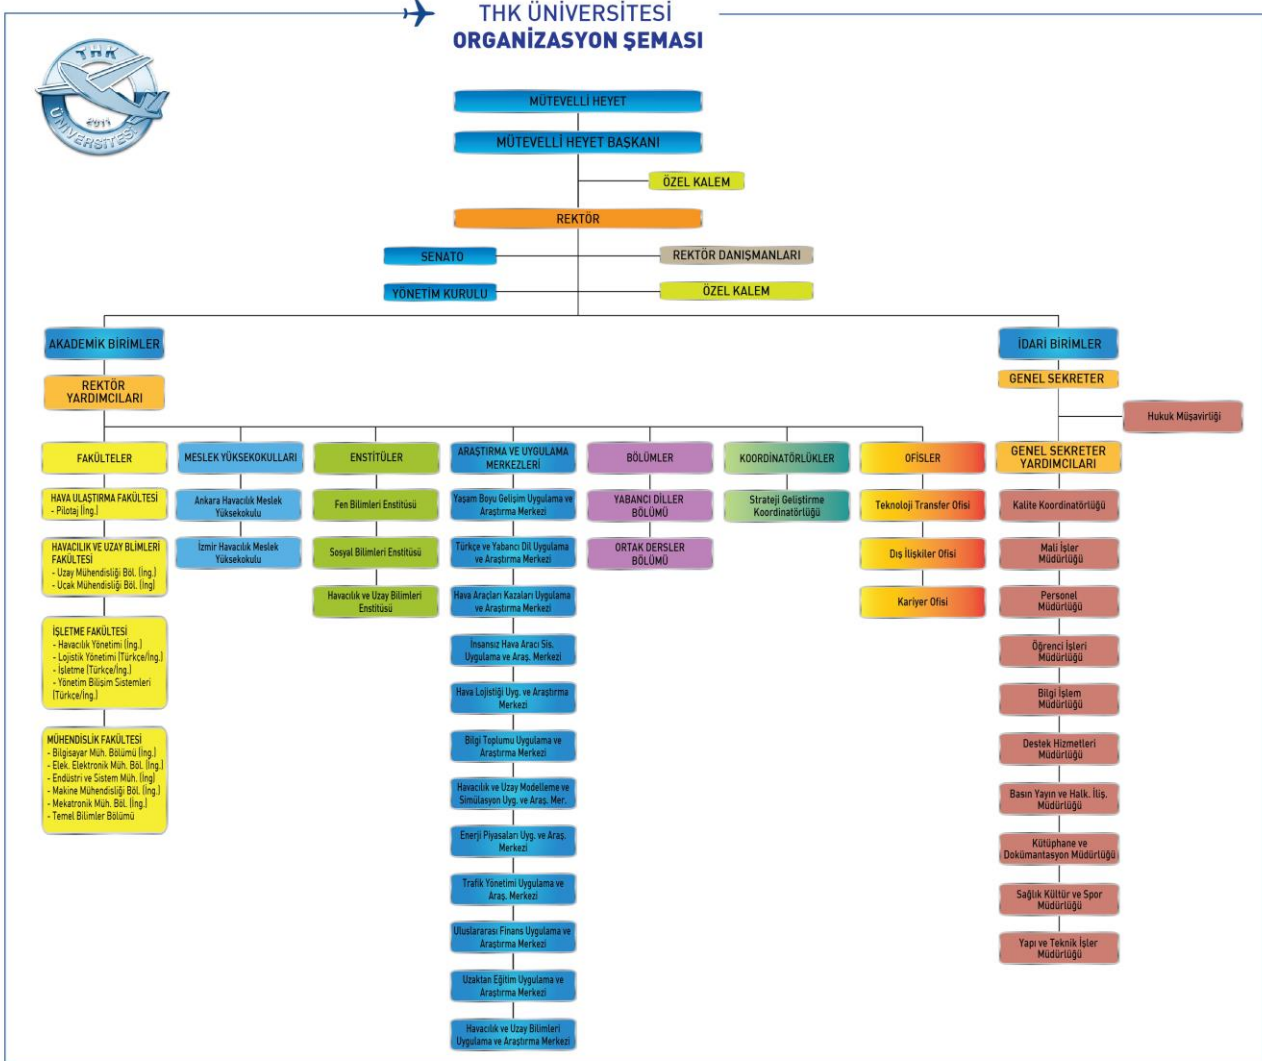 THK ÜNİVERSİTESİ
ORGANİZASYON ŞEMASI
THK
2011
ÜNİVERSİTESİ
MÜTEVELLİ HEYET
MÜTEVELLİ HEYET BAŞKANI
ÖZEL KALEM
REKTÖR
SENATO
REKTÖR DANIŞMANLARI
YÖNETİM KURULU
ÖZEL KALEM
AKADEMİK BİRİMLER
İDARİ BİRİMLER
REKTÖR
YARDIMCILARI
GENEL SEKRETER
Hukuk Müşavirliği
FAKÜLTELER
HAVA ULAŞTIRMA FAKÜLTESİ
- Pilotaj (İng.)
HAVACILIK VE UZAY BLİMLERİ
FAKÜLTESİ
- Uzay Mühendisliği Böl. (İng.)
- Uçak Mühendisliği Böl. (İng)
İŞLETME FAKÜLTESİ
- Havacılık Yönetimi (İng.)
- Lojistik Yönetimi (Türkçe/İng.)
- İşletme (Türkçe/İng.)
- Yönetim Bilişim Sistemleri
(Türkçe/İng.)
MÜHENDİSLİK FAKÜLTESİ
- Bilgisayar Müh. Bölümü (İng.)
- Elek. Elektronik Müh. Böl. (İng.)
- Endüstri ve Sistem Müh. (İng)
- Makine Mühendisliği Böl. (İng.)
- Mekatronik Müh. Böl. (İng.)
- Temel Bilimler Bölümü
MESLEK YÜKSEKOKULLARI
Ankara Havacılık Meslek
Yüksekokulu
İzmir Havacılık Meslek
Yüksekokulu
ENSTİTÜLER
Fen Bilimleri Enstitüsü
Sosyal Bilimleri Enstitüsü
Havacılık ve Uzay Bilimleri
Enstitüsü
ARAŞTIRMA VE UYGULAMA
MERKEZLERİ
Yaşam Boyu Gelişim Uygulama ve
Araştırma Merkezi
Türkçe ve Yabancı Dil Uygulama
ve Araştırma Merkezi
Hava Araçları Kazaları Uygulama
ve Araştırma Merkezi
İnsansız Hava Aracı Sis.
Uygulama ve Araş. Merkezi
Hava Lojistiği Uyg. ve Araştırma
Merkezi
Bilgi Toplumu Uygulama ve
Araştırma Merkezi
Havacılık ve Uzay Modelleme ve
Simülasyon Uyg. ve Araş. Mer.
Enerji Piyasaları Uyg. ve Araş.
Merkezi
Trafik Yönetimi Uygulama ve
Araş. Merkezi
Uluslararası Finans Uygulama ve
Araştırma Merkezi
Uzaktan Eğitim Uygulama ve
Araştırma Merkezi
Havacılık ve Uzay Bilimleri
Uygulama ve Araştırma Merkezi
BÖLÜMLER
YABANCI DİLLER
BÖLÜMÜ
ORTAK DERSLER
BÖLÜMÜ
KOORDİNATÖRLÜKLER
Strateji Geliştirme
Koordinatörlüğü
OFİSLER
Teknoloji Transfer Ofisi
Dış İlişkiler Ofisi
Kariyer Ofisi
GENEL SEKRETER
YARDIMCILARI
Kalite Koordinatörlüğü
Mali İşler
Müdürlüğü
Personel
Müdürlüğü
Öğrenci İşleri
Müdürlüğü
Bilgi İşlem
Müdürlüğü
Destek Hizmetleri
Müdürlüğü
Basın Yayın ve Halk. İliş.
Müdürlüğü
Kütüphane ve
Dokümantasyon Müdürlüğü
Sağlık Kültür ve Spor
Müdürlüğü
Yapı ve Teknik İşler
Müdürlüğü